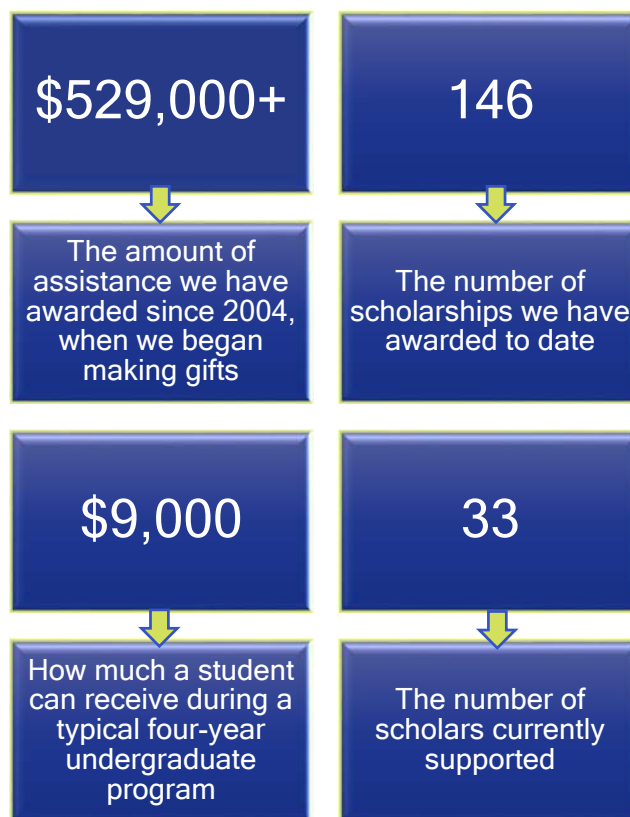 $529,000+
146
The amount of
assistance we have
awarded since 2004,
when we began
making gifts
The number of
scholarships we have
awarded to date
$9,000
33
How much a student
can receive during a
typical four-year
undergraduate
program
The number of
scholars currently
supported